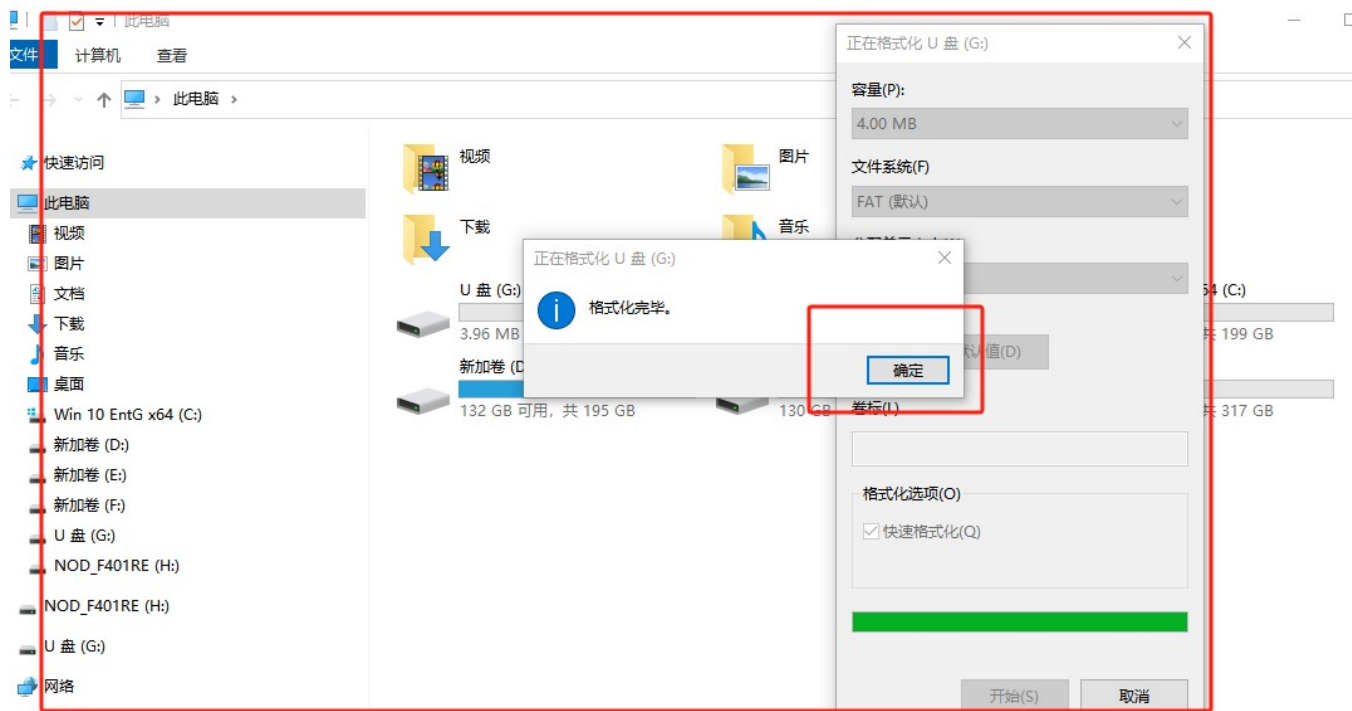 此电脑
文件
计算机
查看
此电脑
快速访问
此电脑
视频
图片
文档
下载
音乐
桌面
Win 10 EntG x64 (C:)
新加卷 (D:)
新加卷 (E:)
新加卷 (F:)
U 盘 (G:)
NOD_F401RE (H:)
NOD_F401RE (H:)
U 盘 (G:)
网络
视频
图片
下载
音乐
U 盘 (G:)
3.96 MB
64 (C:)
共 199 GB
新加卷 (D
132 GB 可用，共 195 GB
130 GB
共 317 GB
正在格式化 U 盘 (G:)
格式化完毕。
确定
正在格式化 U 盘 (G:)
容量(P):
4.00 MB
文件系统(F)
FAT (默认)
认值(D)
卷标(L)
格式化选项(O)
快速格式化(Q)
开始(S)
取消